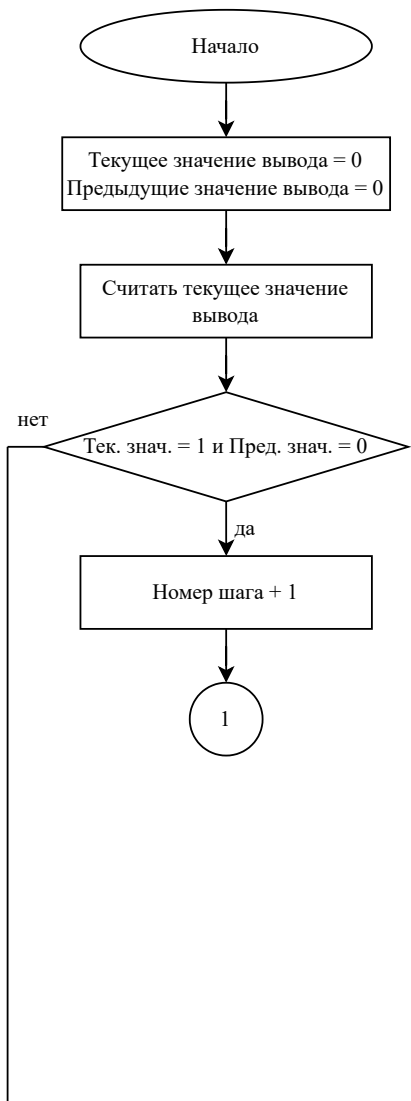 Начало
Текущее значение вывода = 0
Предыдущие значение вывода = 0
Считать текущее значение
вывода
нет
Тек. знач. = 1 и Пред. знач. = 0
да
Номер шага + 1
1